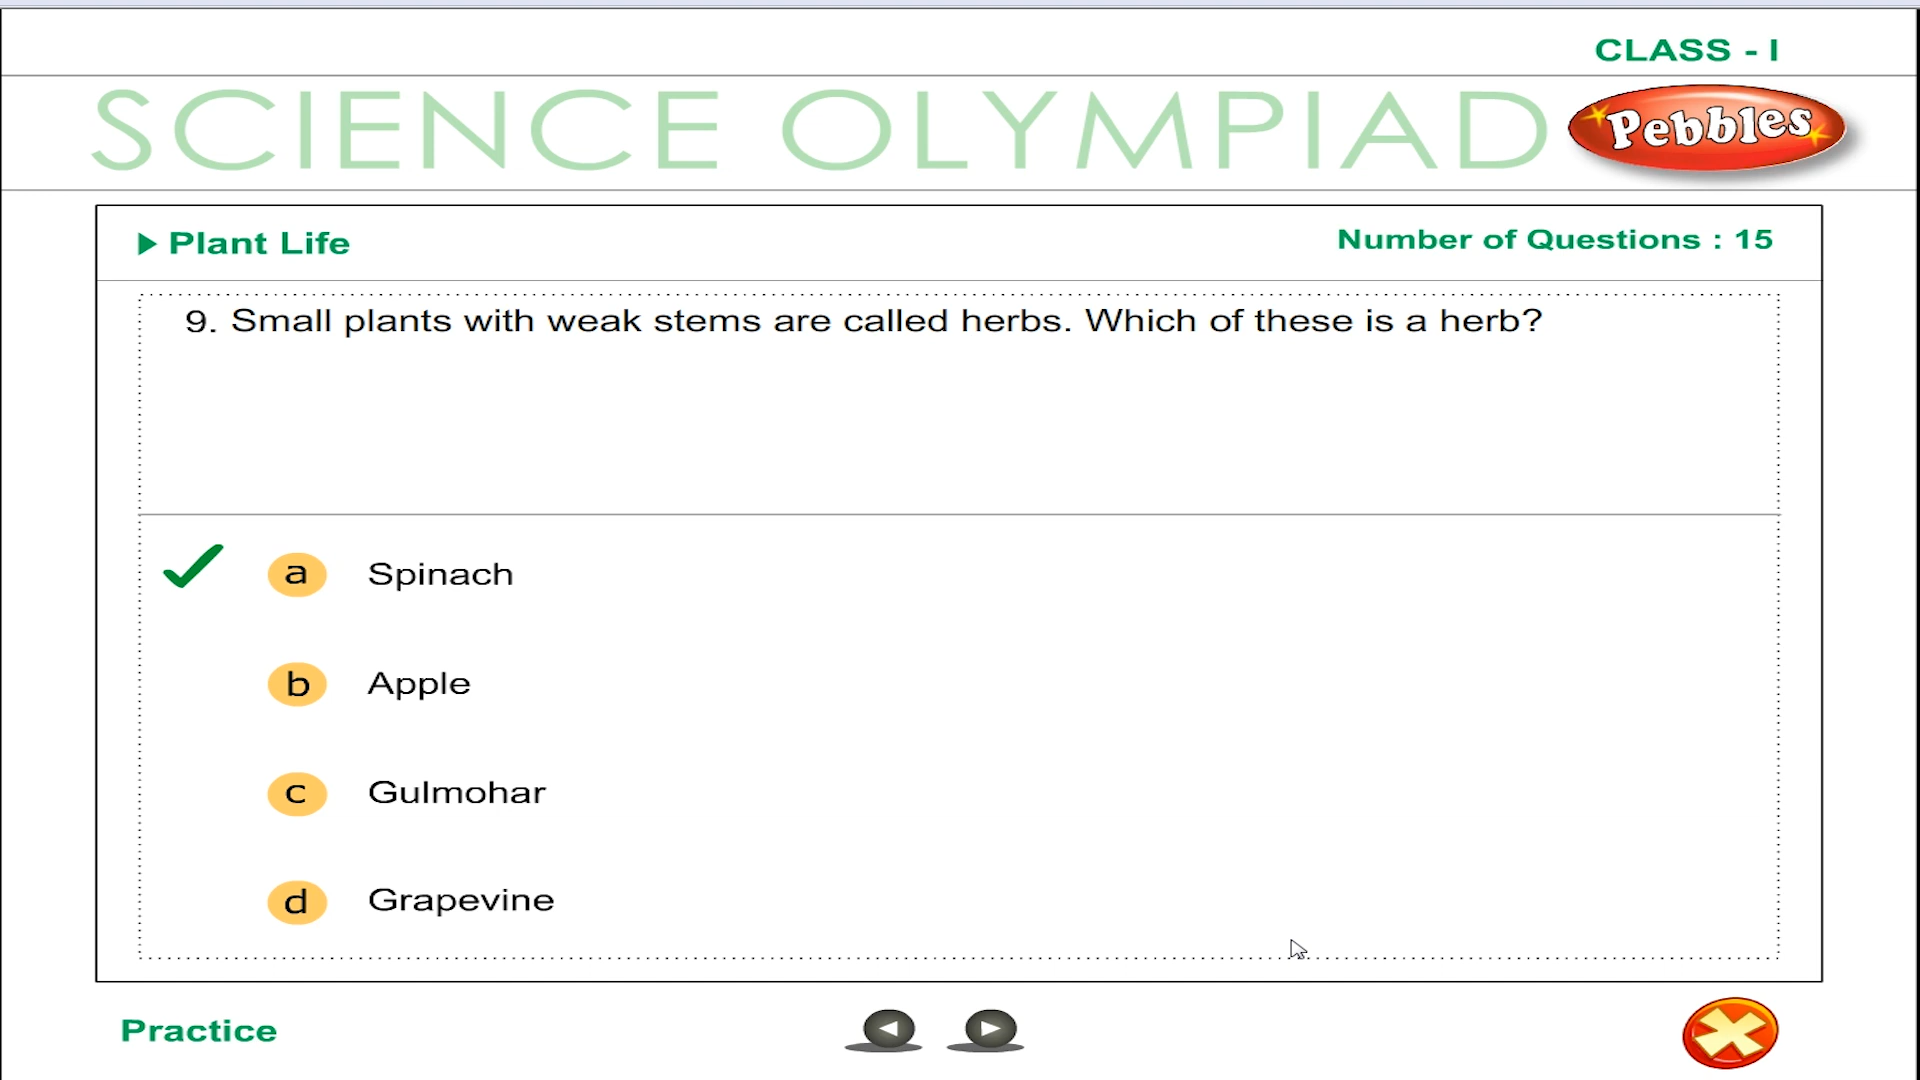 CLASS - I
SCIENCE OLYMPIAD
Pebbles
Plant Life
Number of Questions : 15
9. Small plants with weak stems are called herbs. Which of these is a herb?
a Spinach
b Apple
c Gulmohar
d Grapevine
Practice